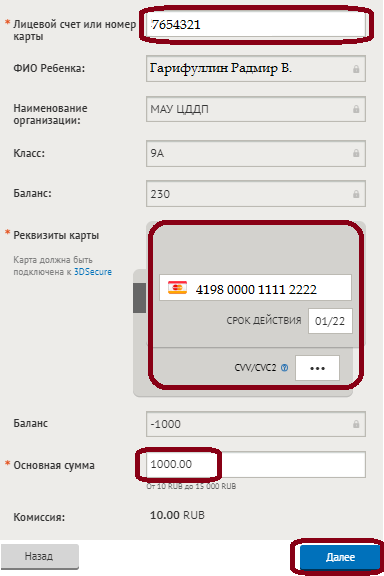 * Лицевой счет или номер карты 7654321
ФИО Ребенка: Гарифуллин Радмир В.
Наименование организации: МАУ ЦДДП
Класс: 9А
Баланс: 230
* Реквизиты карты
Карта должна быть
подключена к 3DSecure
4198 0000 1111 2222
СРОК ДЕЙСТВИЯ 01/22
CVV/CVC2 ? •••
Баланс -1000
* Основная сумма 1000.00
От 10 RUB до 15 000 RUB
Комиссия: 10.00 RUB
Назад Далее